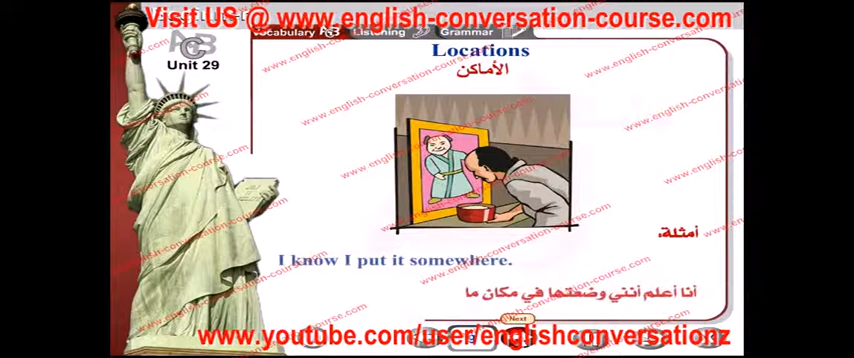 Visit US @ www.english-conversation-course.com
Vocabulary
Listening
Grammar
Unit 29
Locations
الأماكن
أمثلة:
I know I put it somewhere.
أنا أعلم أنني وضعتها في مكان ما
Next
www.youtube.com/user/englishconversationz